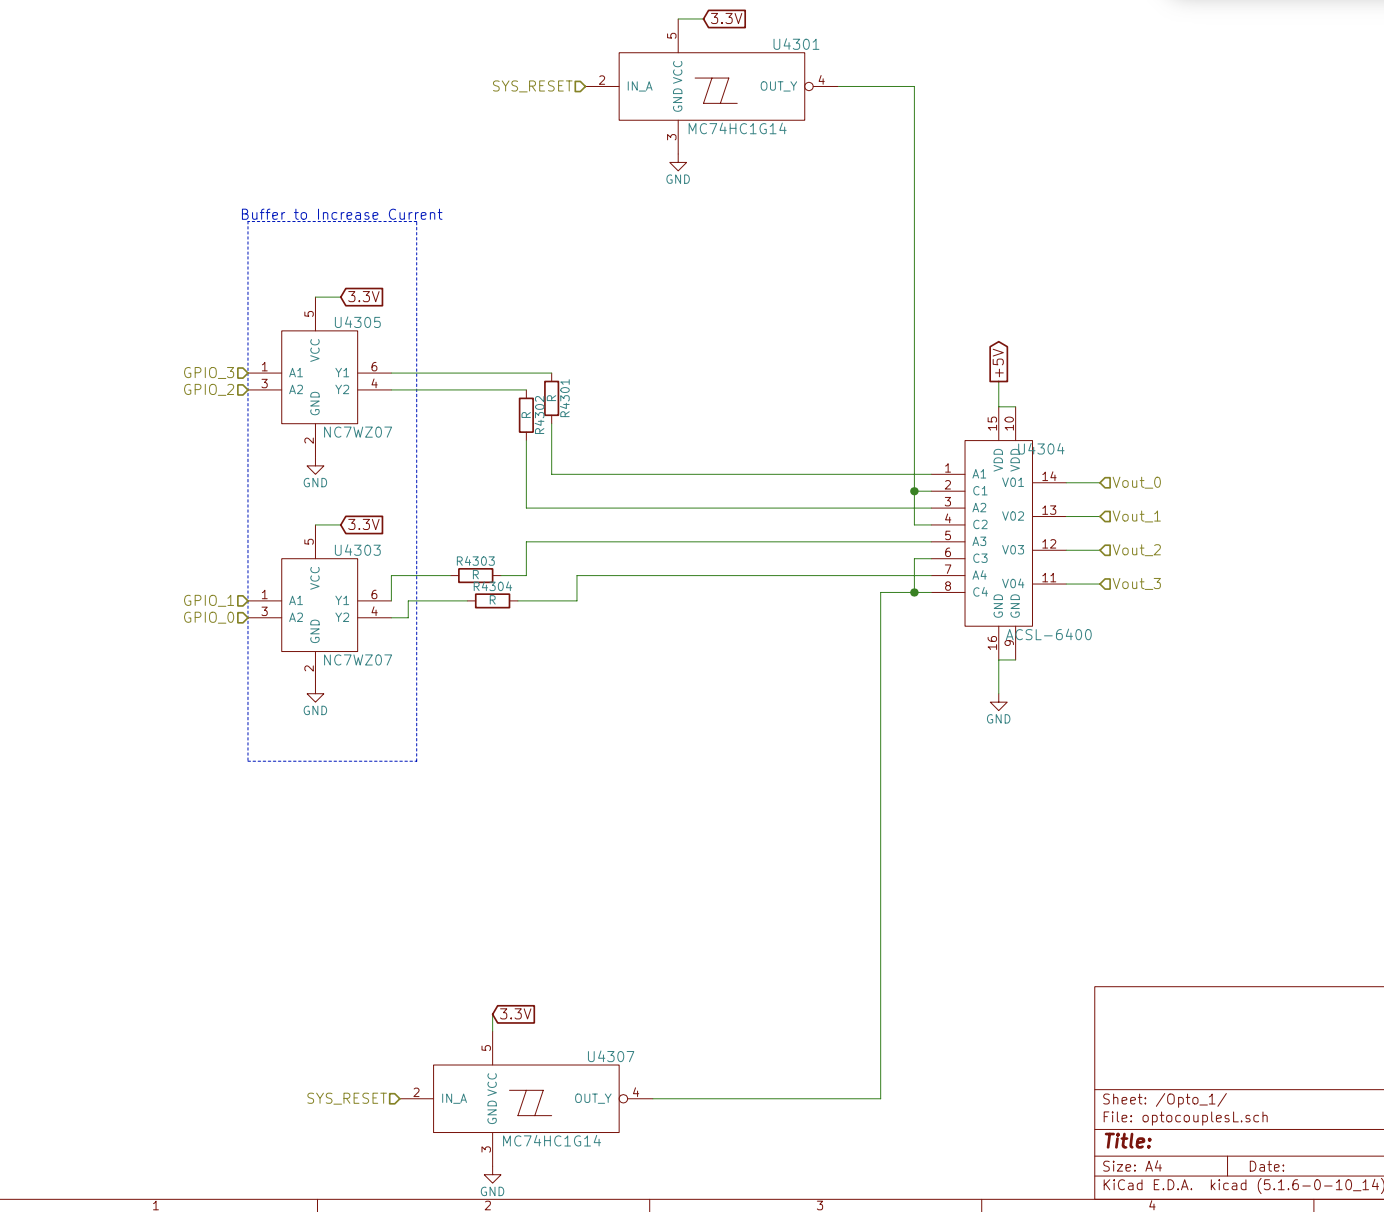 3.3V
5
U4301
SYS_RESET
2
IN_A
GND VCC
OUT_Y
4
MC74HC1G14
3
GND
Buffer to Increase Current
3.3V
5
U4305
VCC
GPIO_3
1
A1
Y1
6
GPIO_2
3
A2
Y2
4
GND
NC7WZ07
2
GND
R
R4301
R
R4302
3.3V
5
U4303
VCC
GPIO_1
1
A1
Y1
6
GPIO_0
3
A2
Y2
4
GND
NC7WZ07
2
GND
R4303
R
R4304
R
+5V
15
10
U4304
VDD
VDD
1
A1
2
C1
3
A2
4
C2
5
A3
6
C3
7
A4
8
C4
V01
14
Vout_0
V02
13
Vout_1
V03
12
Vout_2
V04
11
Vout_3
GND
GND
ACSL-6400
16
9
GND
3.3V
5
U4307
SYS_RESET
2
IN_A
GND VCC
OUT_Y
4
MC74HC1G14
3
GND
Sheet: /Opto_1/
File: optocouplesL.sch
Title:
Size: A4
Date:
KiCad E.D.A. kicad (5.1.6-0-10_14)
1
2
3
4